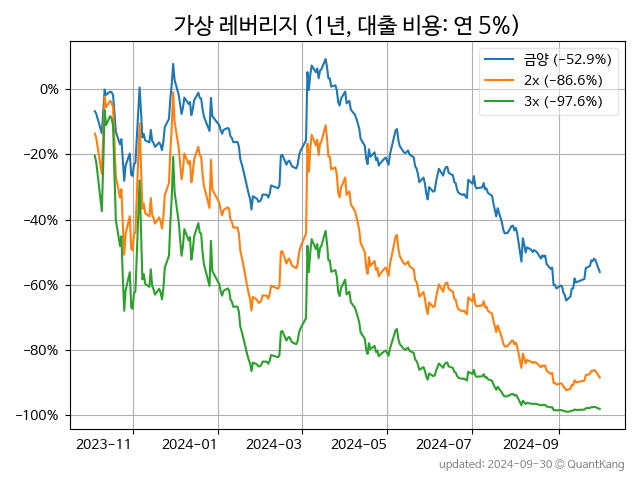 가상 레버리지 (1년, 대출 비용: 연 5%)
금양 (−52.9%)
2x (−86.6%)
3x (−97.6%)
0%
−20%
−40%
−60%
−80%
−100%
2023-11 2024-01 2024-03 2024-05 2024-07 2024-09
updated: 2024-09-30 © QuantKang